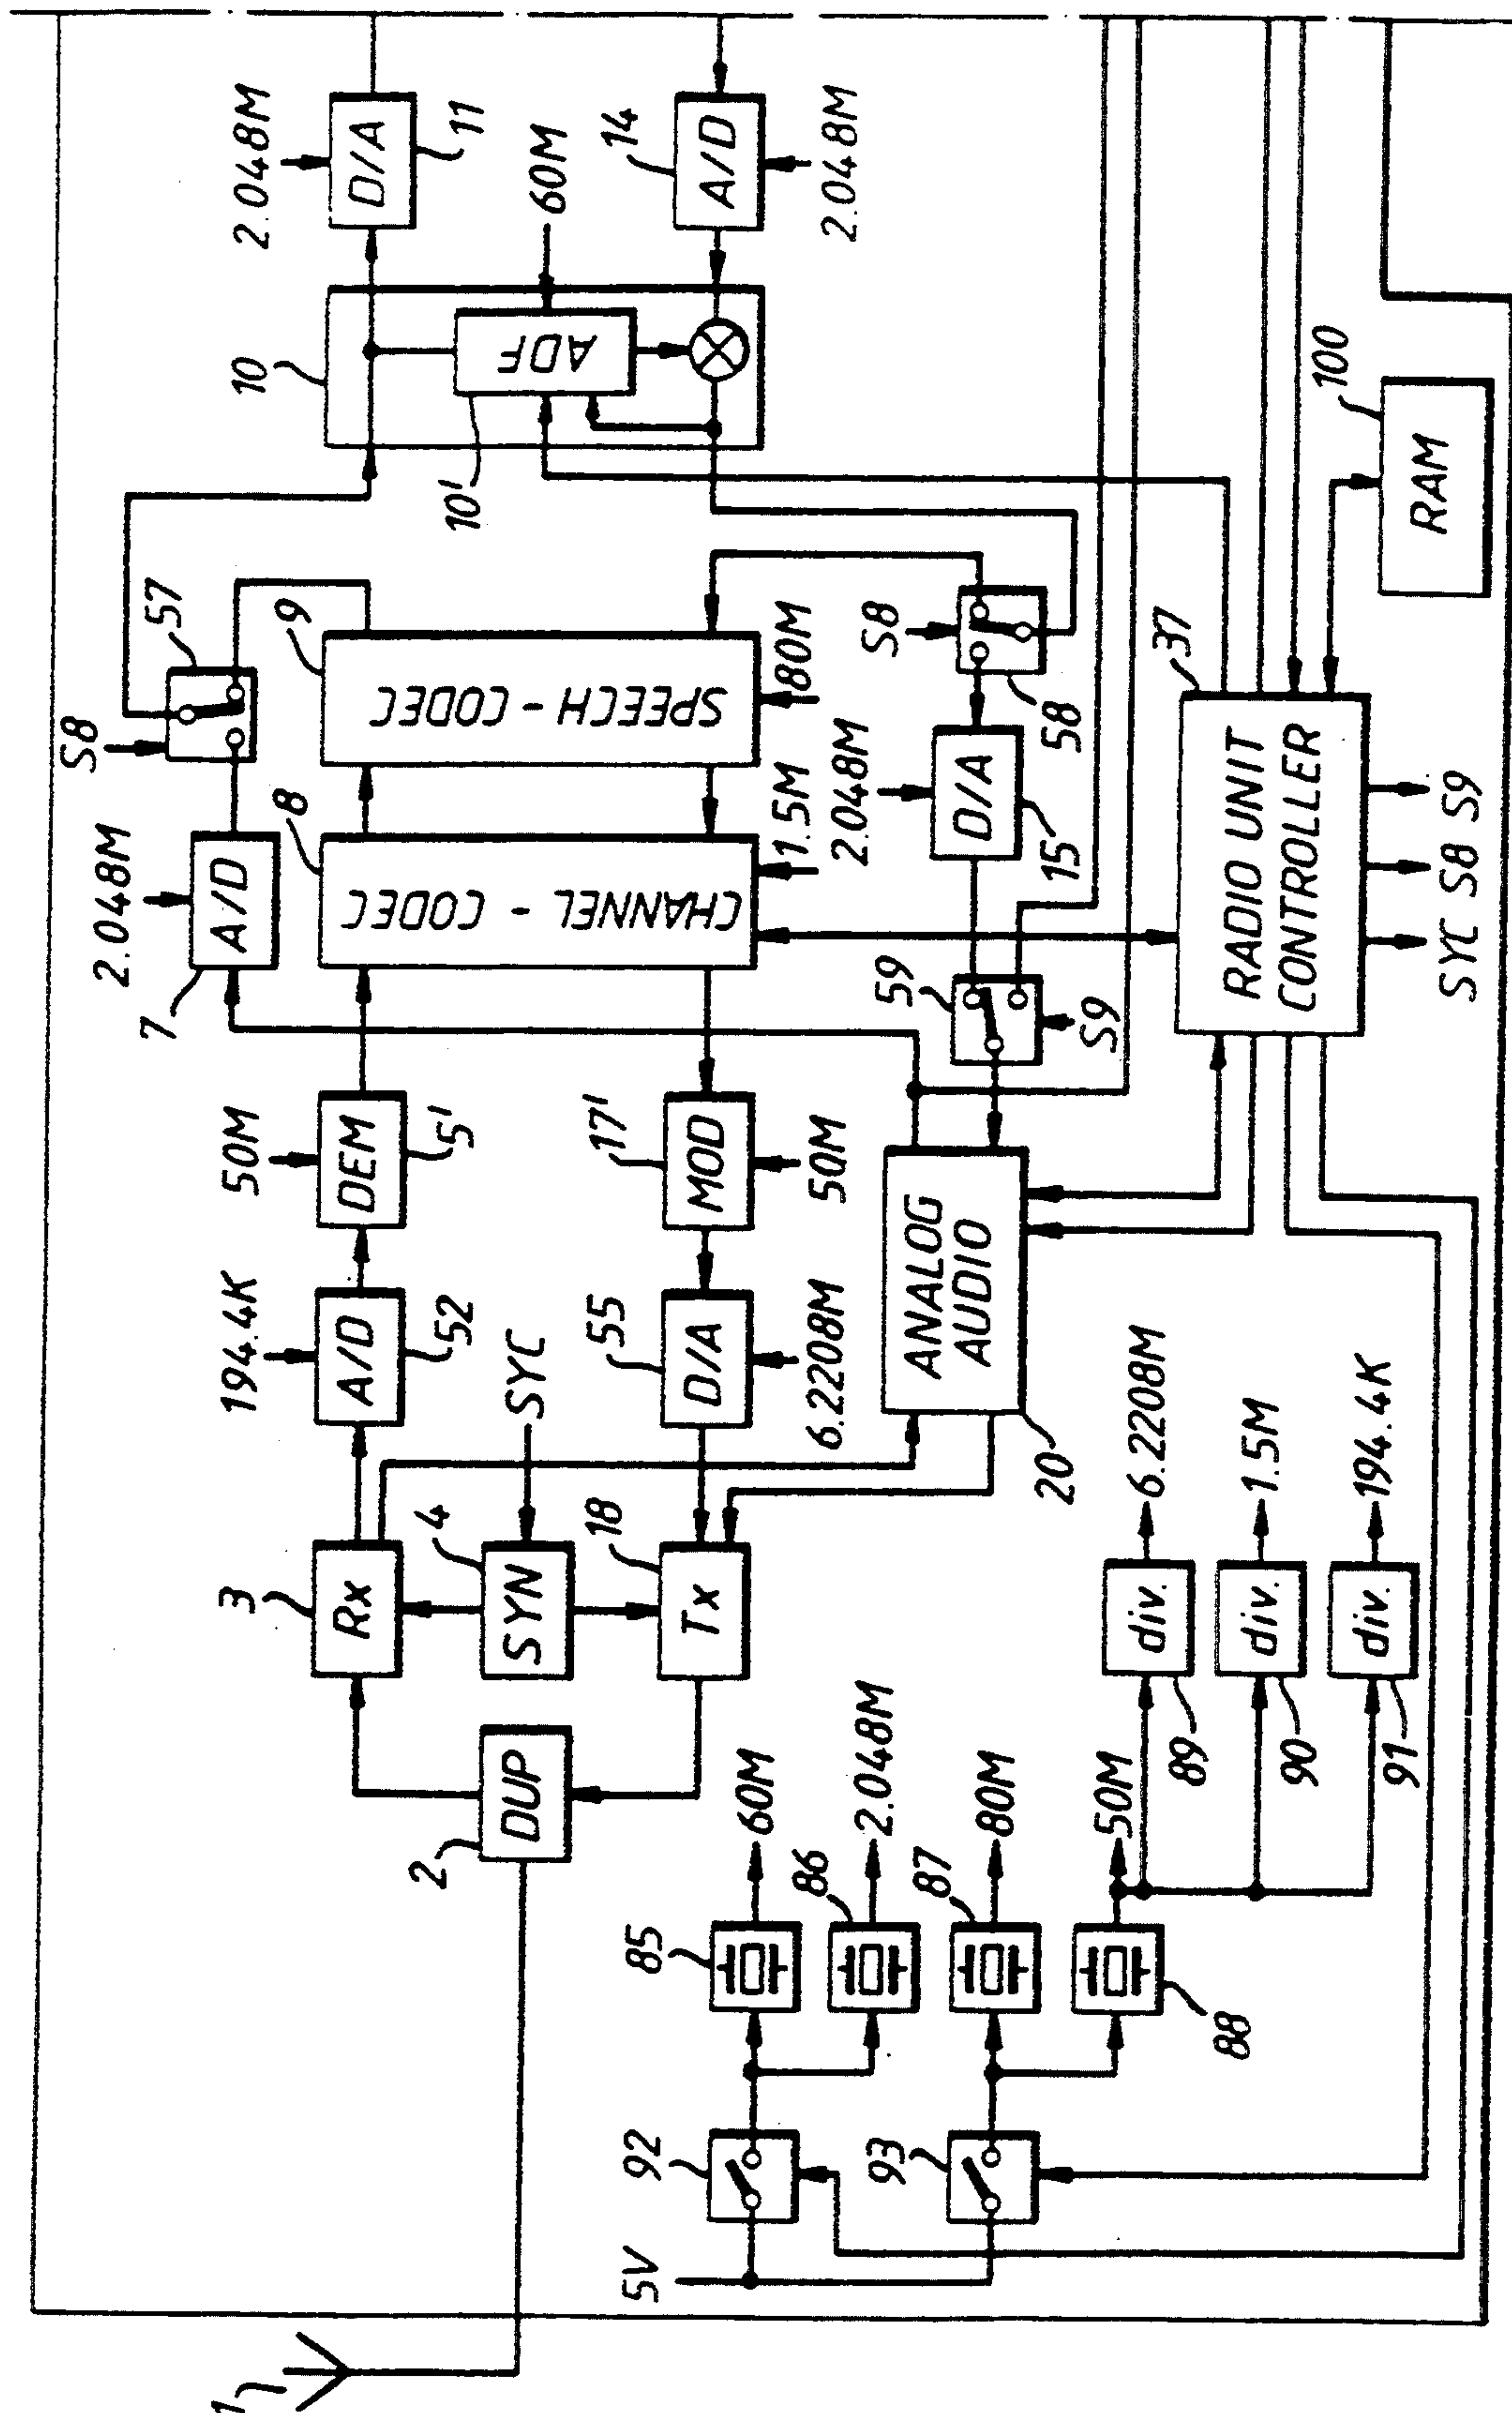 1
2
DUP
3
Rx
4
SYN
SYC
18
Tx
194.4K
A/D
52
50M
DEM
5'
55
D/A
6.2208M
17'
MOD
50M
2.048M
7
A/D
S8
57
8
CHANNEL - CODEC
1.5M
9
SPEECH - CODEC
80M
10
10'
ADF
60M
2.048M
D/A
11
14
A/D
2.048M
S8
58
2.048M
D/A
15
59
S9
ANALOG
AUDIO
20
37
RADIO UNIT
CONTROLLER
SYC S8 S9
100
RAM
5V
92
93
85
60M
86
2.048M
87
80M
88
50M
div.
89
6.2208M
div.
90
1.5M
div.
91
194.4K